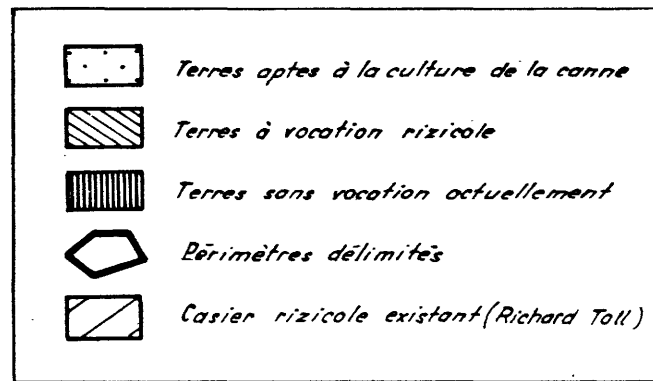 Terres aptes à la culture de la canne
Terres à vocation rizicole
Terres sans vocation actuellement
Périmètres délimités
Casier rizicole existant (Richard Toll)